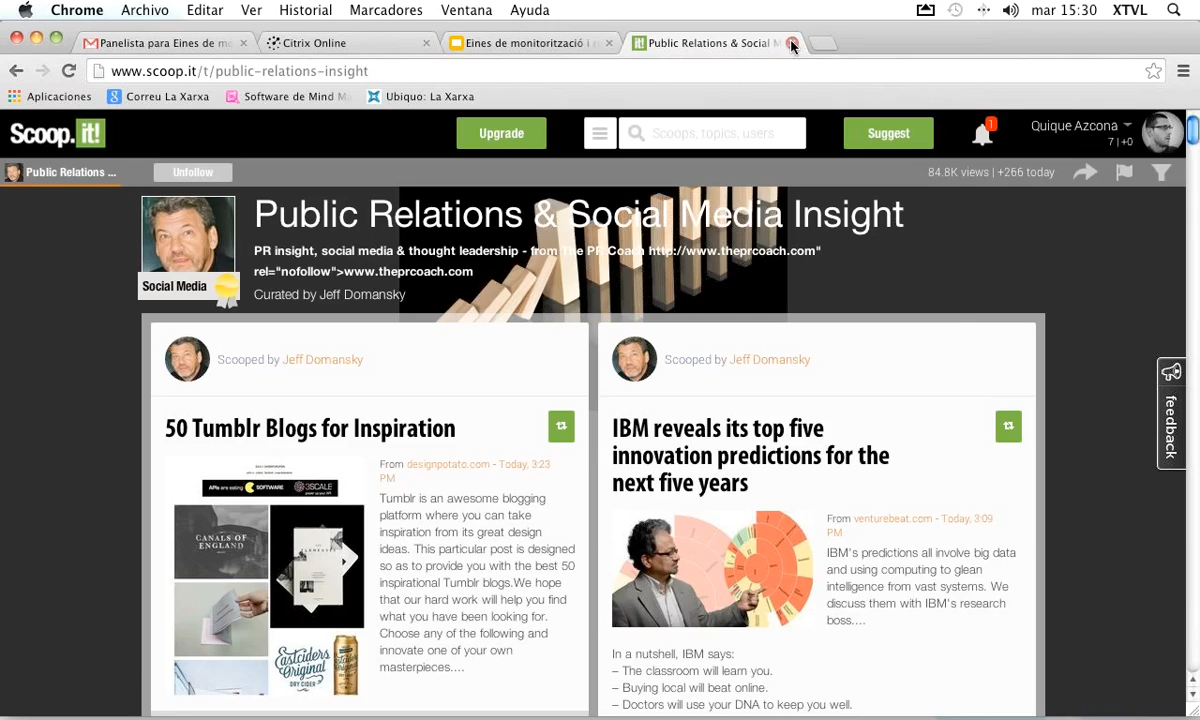 Chrome Archivo Editar Ver Historial Marcadores Ventana Ayuda mar 15:30 XTVL
Panelista para Eines de mo Citrix Online Eines de monitorització i Public Relations & Social M
www.scoop.it/t/public-relations-insight
Aplicaciones Correu La Xarxa Software de Mind Ma Ubiquo: La Xarxa
Scoop.it! Upgrade Scoops, topics, users Suggest 1 Quique Azcona
7 | +0
Public Relations ... Unfollow 84.8K views | +266 today
Public Relations & Social Media Insight
PR insight, social media & thought leadership - from The PR Coach http://www.theprcoach.com"
rel="nofollow">www.theprcoach.com
Social Media
Curated by Jeff Domansky
Scooped by Jeff Domansky
50 Tumblr Blogs for Inspiration
From designpotato.com - Today, 3:23
PM
Tumblr is an awesome blogging
platform where you can take
inspiration from its great design
ideas. This particular post is designed
so as to provide you with the best 50
inspirational Tumblr blogs.We hope
that our hard work will help you find
what you have been looking for.
Choose any of the following and
innovate one of your own
masterpieces....
APIs are eating SOFTWARE 3SCALE
CANALS OF
ENGLAND
Eastciders
Original
DRY CIDER
Scooped by Jeff Domansky
IBM reveals its top five
innovation predictions for the
next five years
From venturebeat.com - Today, 3:09
PM
IBM's predictions all involve big data
and using computing to glean
intelligence from vast systems. We
discuss them with IBM's research
boss....
In a nutshell, IBM says:
– The classroom will learn you.
– Buying local will beat online.
– Doctors will use your DNA to keep you well.
feedback